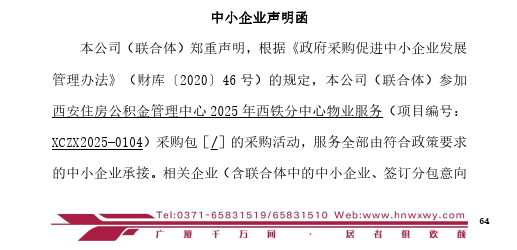 中小企业声明函
本公司（联合体）郑重声明，根据《政府采购促进中小企业发展
管理办法》（财库〔2020〕46 号）的规定，本公司（联合体）参加
西安住房公积金管理中心 2025 年西铁分中心物业服务（项目编号：
XCZX2025-0104）采购包［/］的采购活动，服务全部由符合政策要求
的中小企业承接。相关企业（含联合体中的中小企业、签订分包意向
64
Tel:0371-65831519/65831510 Web:www.hnwxwy.com
广厦千万间 · 居者俱欢颜